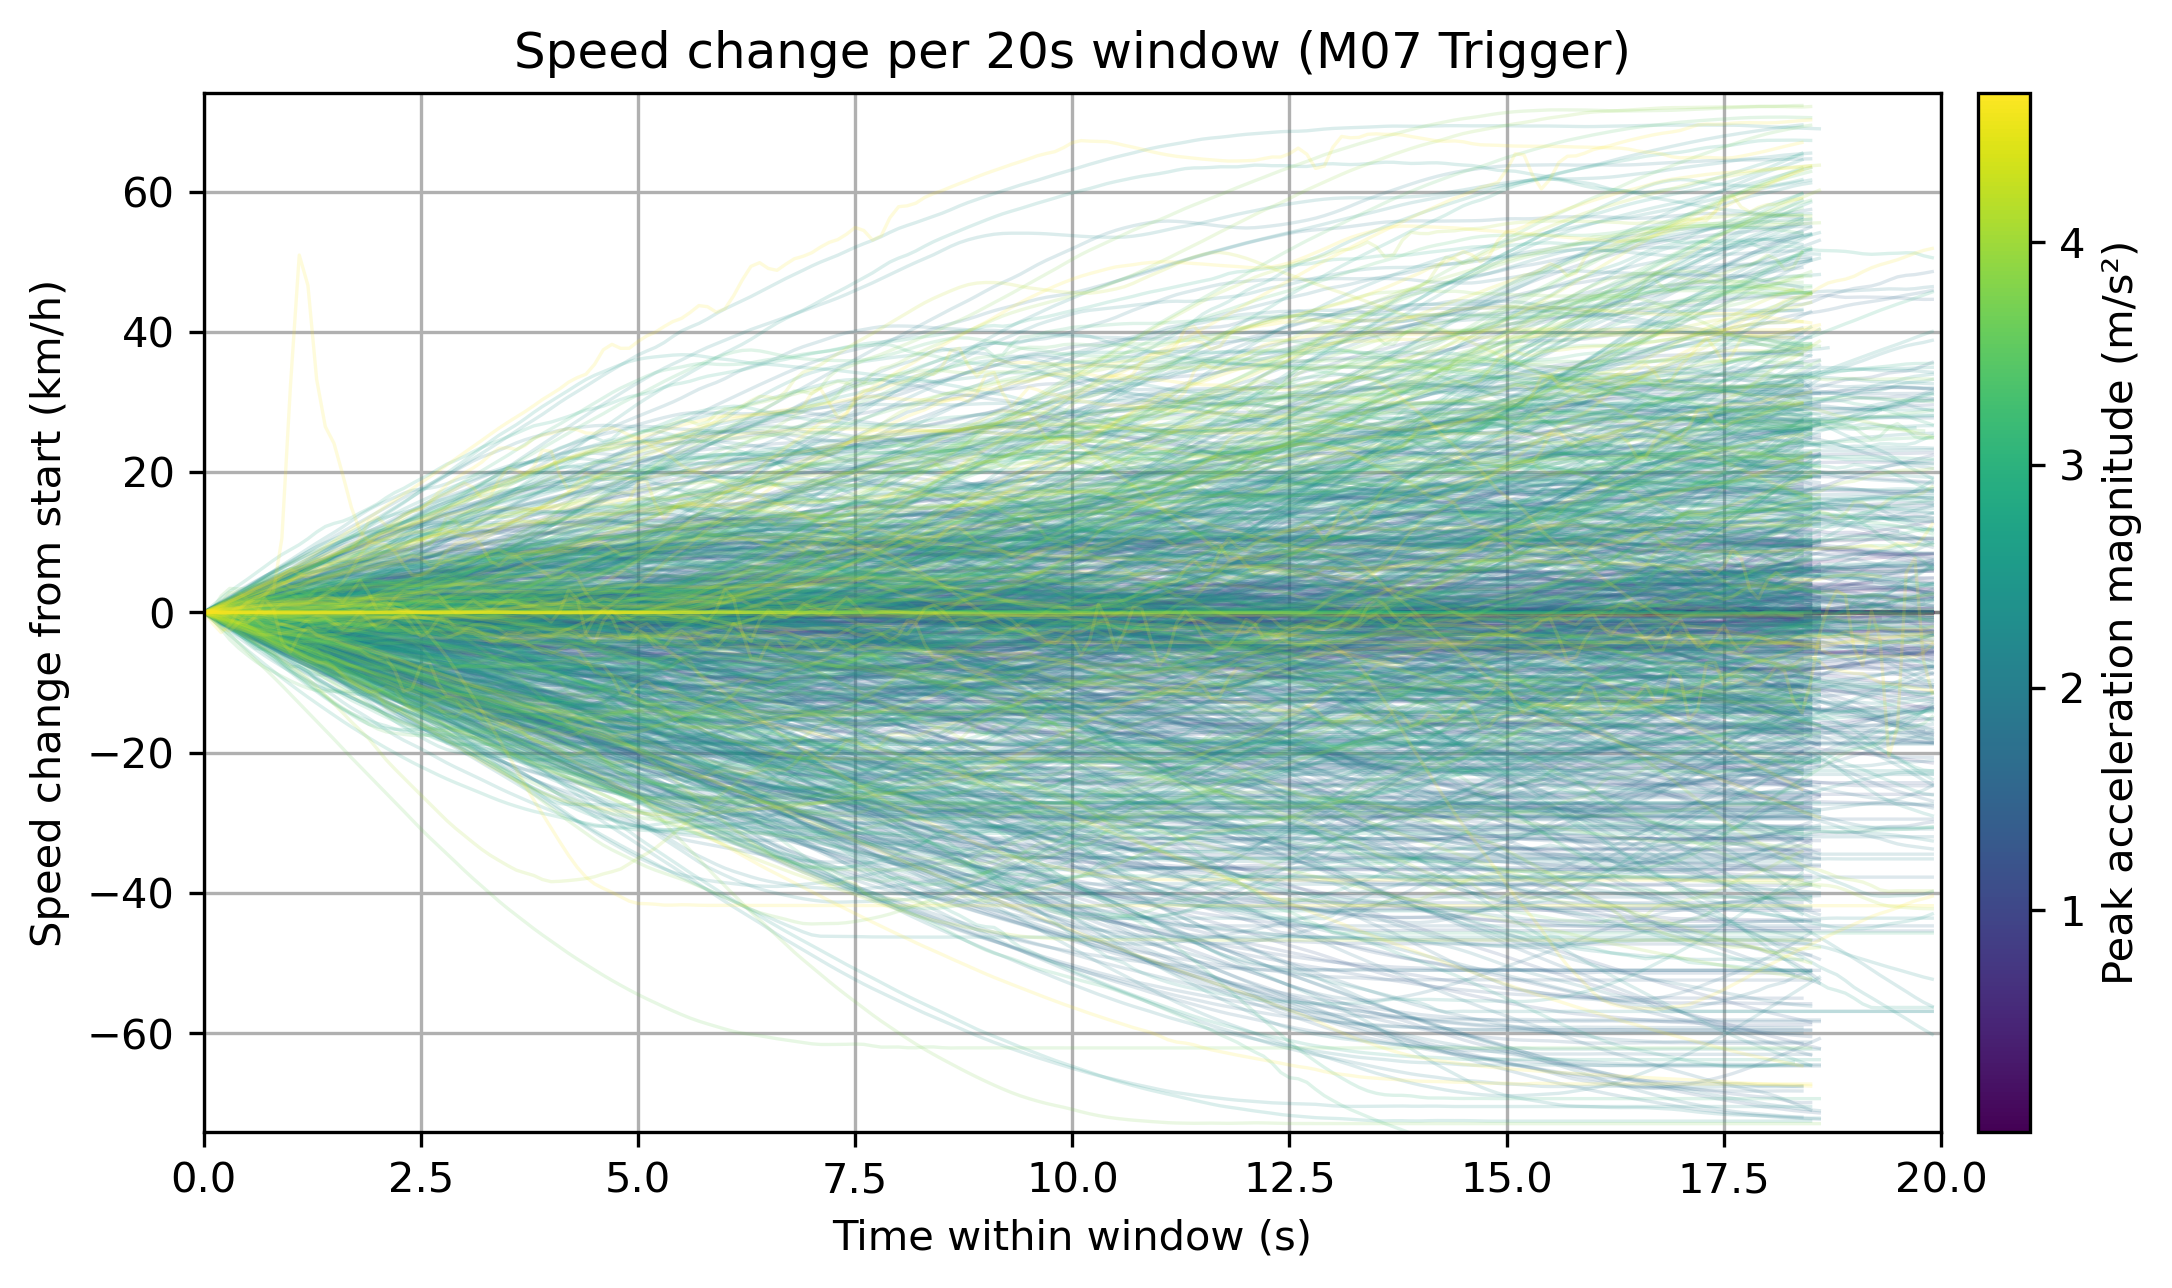 Speed change per 20s window (M07 Trigger)
Speed change from start (km/h)
60
40
20
0
−20
−40
−60
0.0 2.5 5.0 7.5 10.0 12.5 15.0 17.5 20.0
Time within window (s)
4
3
2
1
Peak acceleration magnitude (m/s²)